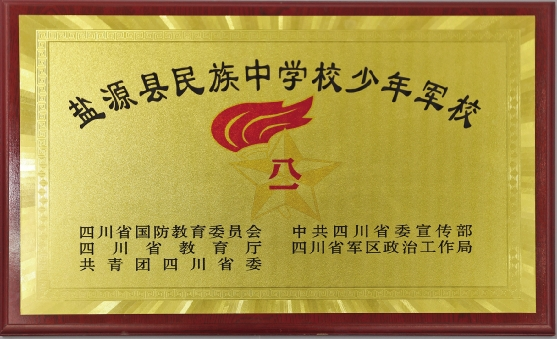 盐源县民族中学校少年军校
八一
四川省国防教育委员会 中共四川省委宣传部
四川省教育厅 四川省军区政治工作局
共青团四川省委